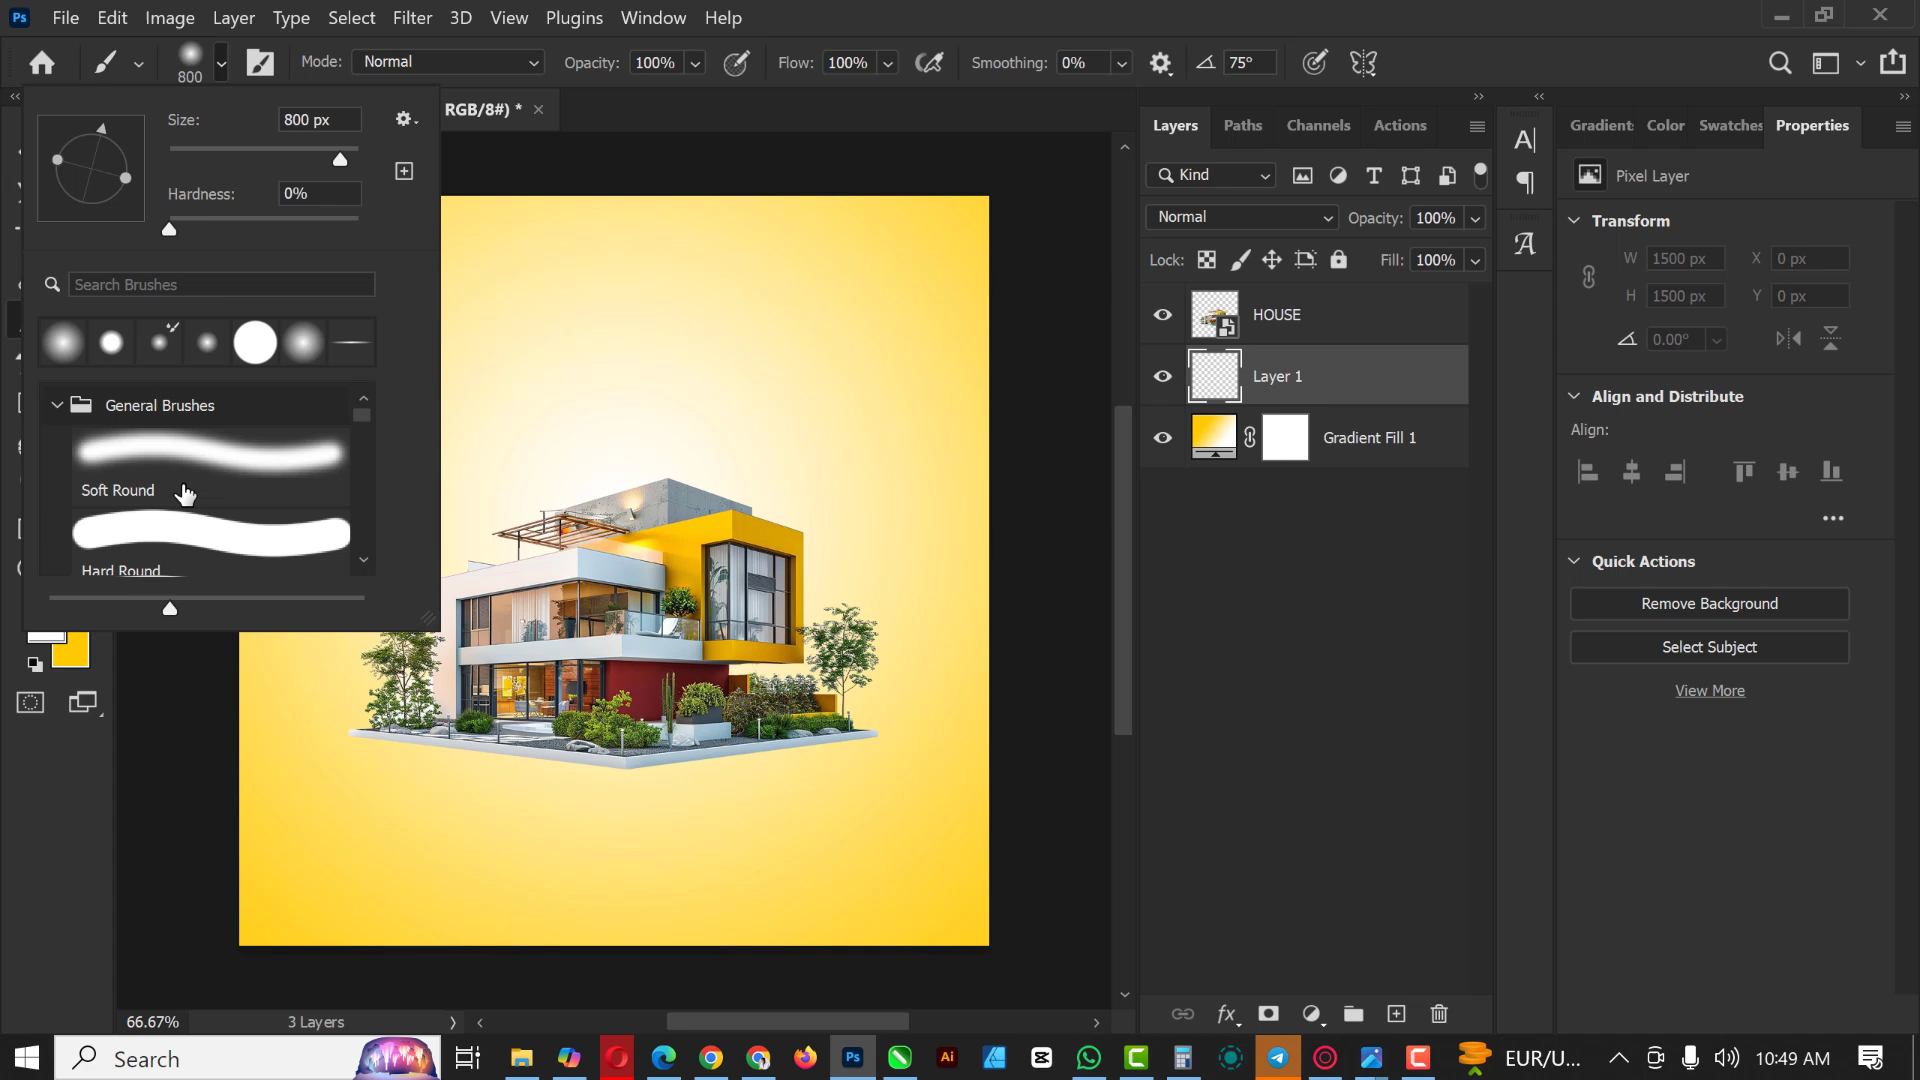 Ps File Edit Image Layer Type Select Filter 3D View Plugins Window Help
800 Mode: Normal Opacity: 100% Flow: 100% Smoothing: 0% 75°
RGB/8#) *
Size: 800 px
Hardness: 0%
Search Brushes
General Brushes
Soft Round
Hard Round
66.67% 3 Layers
Layers Paths Channels Actions
Kind
Normal Opacity: 100%
Lock: Fill: 100%
HOUSE
Layer 1
Gradient Fill 1
fx
Gradient Color Swatches Properties
Pixel Layer
Transform
W 1500 px X 0 px
H 1500 px Y 0 px
0.00°
Align and Distribute
Align:
Quick Actions
Remove Background
Select Subject
View More
Search Ps Ai EUR/U... 10:49 AM